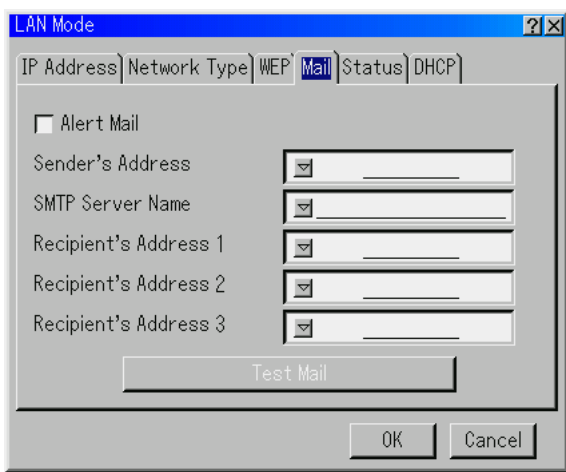 LAN Mode
IP Address Network Type WEP Mail Status DHCP
Alert Mail
Sender's Address
SMTP Server Name
Recipient's Address 1
Recipient's Address 2
Recipient's Address 3
Test Mail
OK Cancel